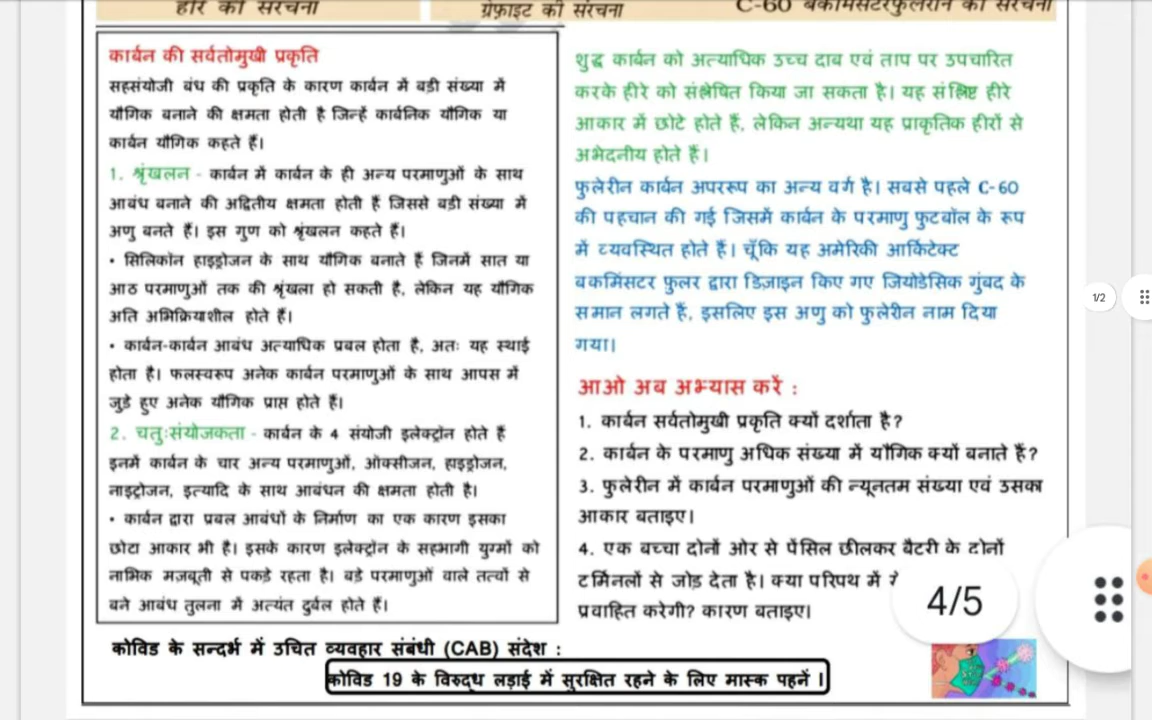 हीरे की संरचना
ग्रेफ़ाइट की संरचना
C-60 बकमिंसटरफुलेरीन की संरचना
कार्बन की सर्वतोमुखी प्रकृति
सहसंयोजी बंध की प्रकृति के कारण कार्बन में बड़ी संख्या में
यौगिक बनाने की क्षमता होती है जिन्हें कार्बनिक यौगिक या
कार्बन यौगिक कहते हैं।
1. श्रृंखलन - कार्बन में कार्बन के ही अन्य परमाणुओं के साथ
आबंध बनाने की अद्वितीय क्षमता होती हैं जिससे बड़ी संख्या में
अणु बनते हैं। इस गुण को श्रृंखलन कहते हैं।
• सिलिकॉन हाइड्रोजन के साथ यौगिक बनाते हैं जिनमें सात या
आठ परमाणुओं तक की श्रृंखला हो सकती है, लेकिन यह यौगिक
अति अभिक्रियाशील होते हैं।
• कार्बन-कार्बन आबंध अत्याधिक प्रबल होता है, अतः यह स्थाई
होता है। फलस्वरूप अनेक कार्बन परमाणुओं के साथ आपस में
जुड़े हुए अनेक यौगिक प्राप्त होते हैं।
2. चतुःसंयोजकता - कार्बन के 4 संयोजी इलेक्ट्रॉन होते हैं
इनमें कार्बन के चार अन्य परमाणुओं, ऑक्सीजन, हाइड्रोजन,
नाइट्रोजन, इत्यादि के साथ आबंधन की क्षमता होती है।
• कार्बन द्वारा प्रबल आबंधों के निर्माण का एक कारण इसका
छोटा आकार भी है। इसके कारण इलेक्ट्रॉन के सहभागी युग्मों को
नाभिक मज़बूती से पकड़े रहता है। बड़े परमाणुओं वाले तत्वों से
बने आबंध तुलना में अत्यंत दुर्बल होते हैं।
शुद्ध कार्बन को अत्याधिक उच्च दाब एवं ताप पर उपचारित
करके हीरे को संश्लेषित किया जा सकता है। यह संश्लिष्ट हीरे
आकार में छोटे होते हैं, लेकिन अन्यथा यह प्राकृतिक हीरों से
अभेदनीय होते हैं।
फुलेरीन कार्बन अपररूप का अन्य वर्ग है। सबसे पहले C-60
की पहचान की गई जिसमें कार्बन के परमाणु फुटबॉल के रूप
में व्यवस्थित होते हैं। चूँकि यह अमेरिकी आर्किटेक्ट
बकमिंसटर फुलर द्वारा डिज़ाइन किए गए जियोडेसिक गुंबद के
समान लगते हैं, इसलिए इस अणु को फुलेरीन नाम दिया
गया।
आओ अब अभ्यास करें :
1. कार्बन सर्वतोमुखी प्रकृति क्यों दर्शाता है?
2. कार्बन के परमाणु अधिक संख्या में यौगिक क्यों बनाते हैं?
3. फुलेरीन में कार्बन परमाणुओं की न्यूनतम संख्या एवं उसका
आकार बताइए।
4. एक बच्चा दोनों ओर से पेंसिल छीलकर बैटरी के दोनों
टर्मिनलों से जोड़ देता है। क्या परिपथ में
प्रवाहित करेगी? कारण बताइए।
1/2
4/5
कोविड के सन्दर्भ में उचित व्यवहार संबंधी (CAB) संदेश :
कोविड 19 के विरुद्ध लड़ाई में सुरक्षित रहने के लिए मास्क पहनें ।